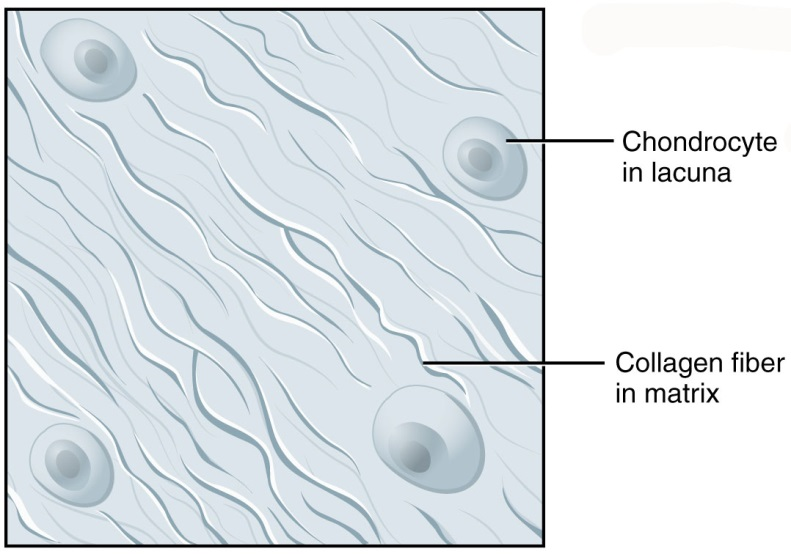 Chondrocyte
in lacuna
Collagen fiber
in matrix